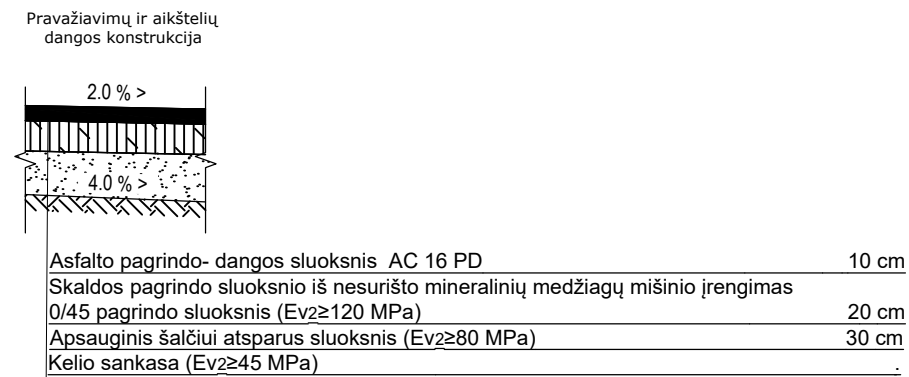 Pravažiavimų ir aikštelių
dangos konstrukcija
2.0 % >
4.0 % >
Asfalto pagrindo- dangos sluoksnis AC 16 PD 10 cm
Skaldos pagrindo sluoksnio iš nesurišto mineralinių medžiagų mišinio įrengimas
0/45 pagrindo sluoksnis (Ev2≥120 MPa) 20 cm
Apsauginis šalčiui atsparus sluoksnis (Ev2≥80 MPa) 30 cm
Kelio sankasa (Ev2≥45 MPa) .